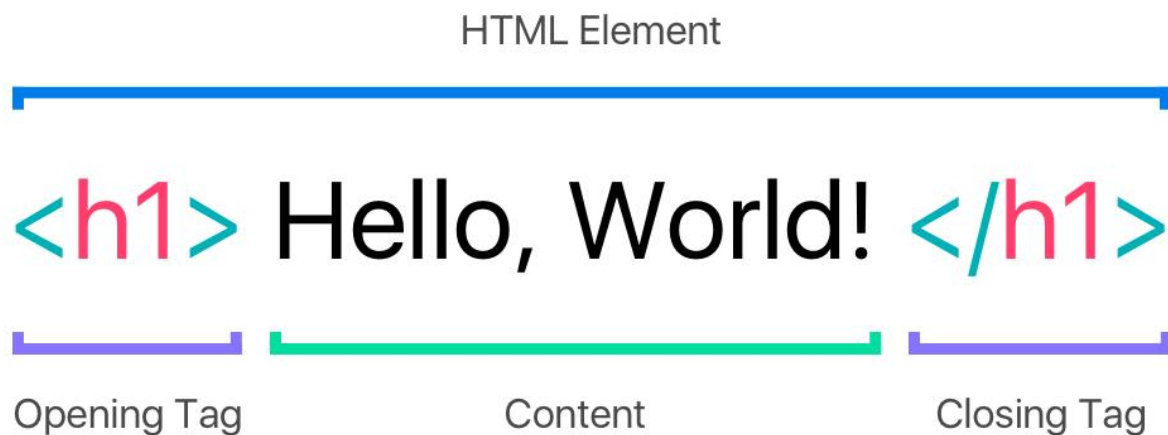 HTML Element
<h1> Hello, World! </h1>
Opening Tag Content Closing Tag